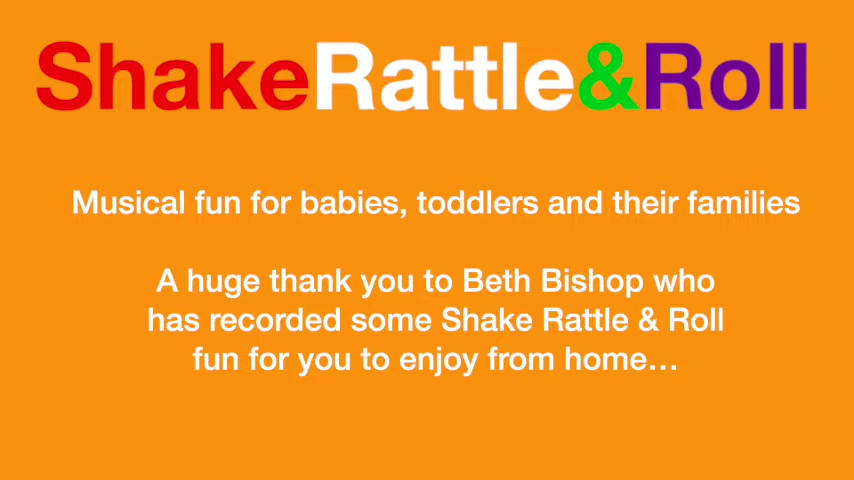 ShakeRattle&Roll
Musical fun for babies, toddlers and their families
A huge thank you to Beth Bishop who
has recorded some Shake Rattle & Roll
fun for you to enjoy from home…